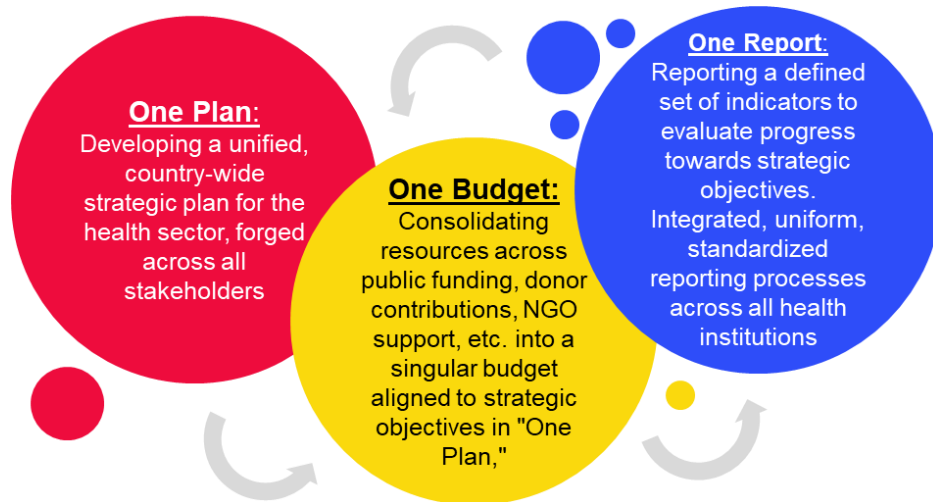 One Plan:
Developing a unified,
country-wide
strategic plan for the
health sector, forged
across all
stakeholders
One Budget:
Consolidating
resources across
public funding, donor
contributions, NGO
support, etc. into a
singular budget
aligned to strategic
objectives in "One
Plan,"
One Report:
Reporting a defined
set of indicators to
evaluate progress
towards strategic
objectives.
Integrated, uniform,
standardized
reporting processes
across all health
institutions